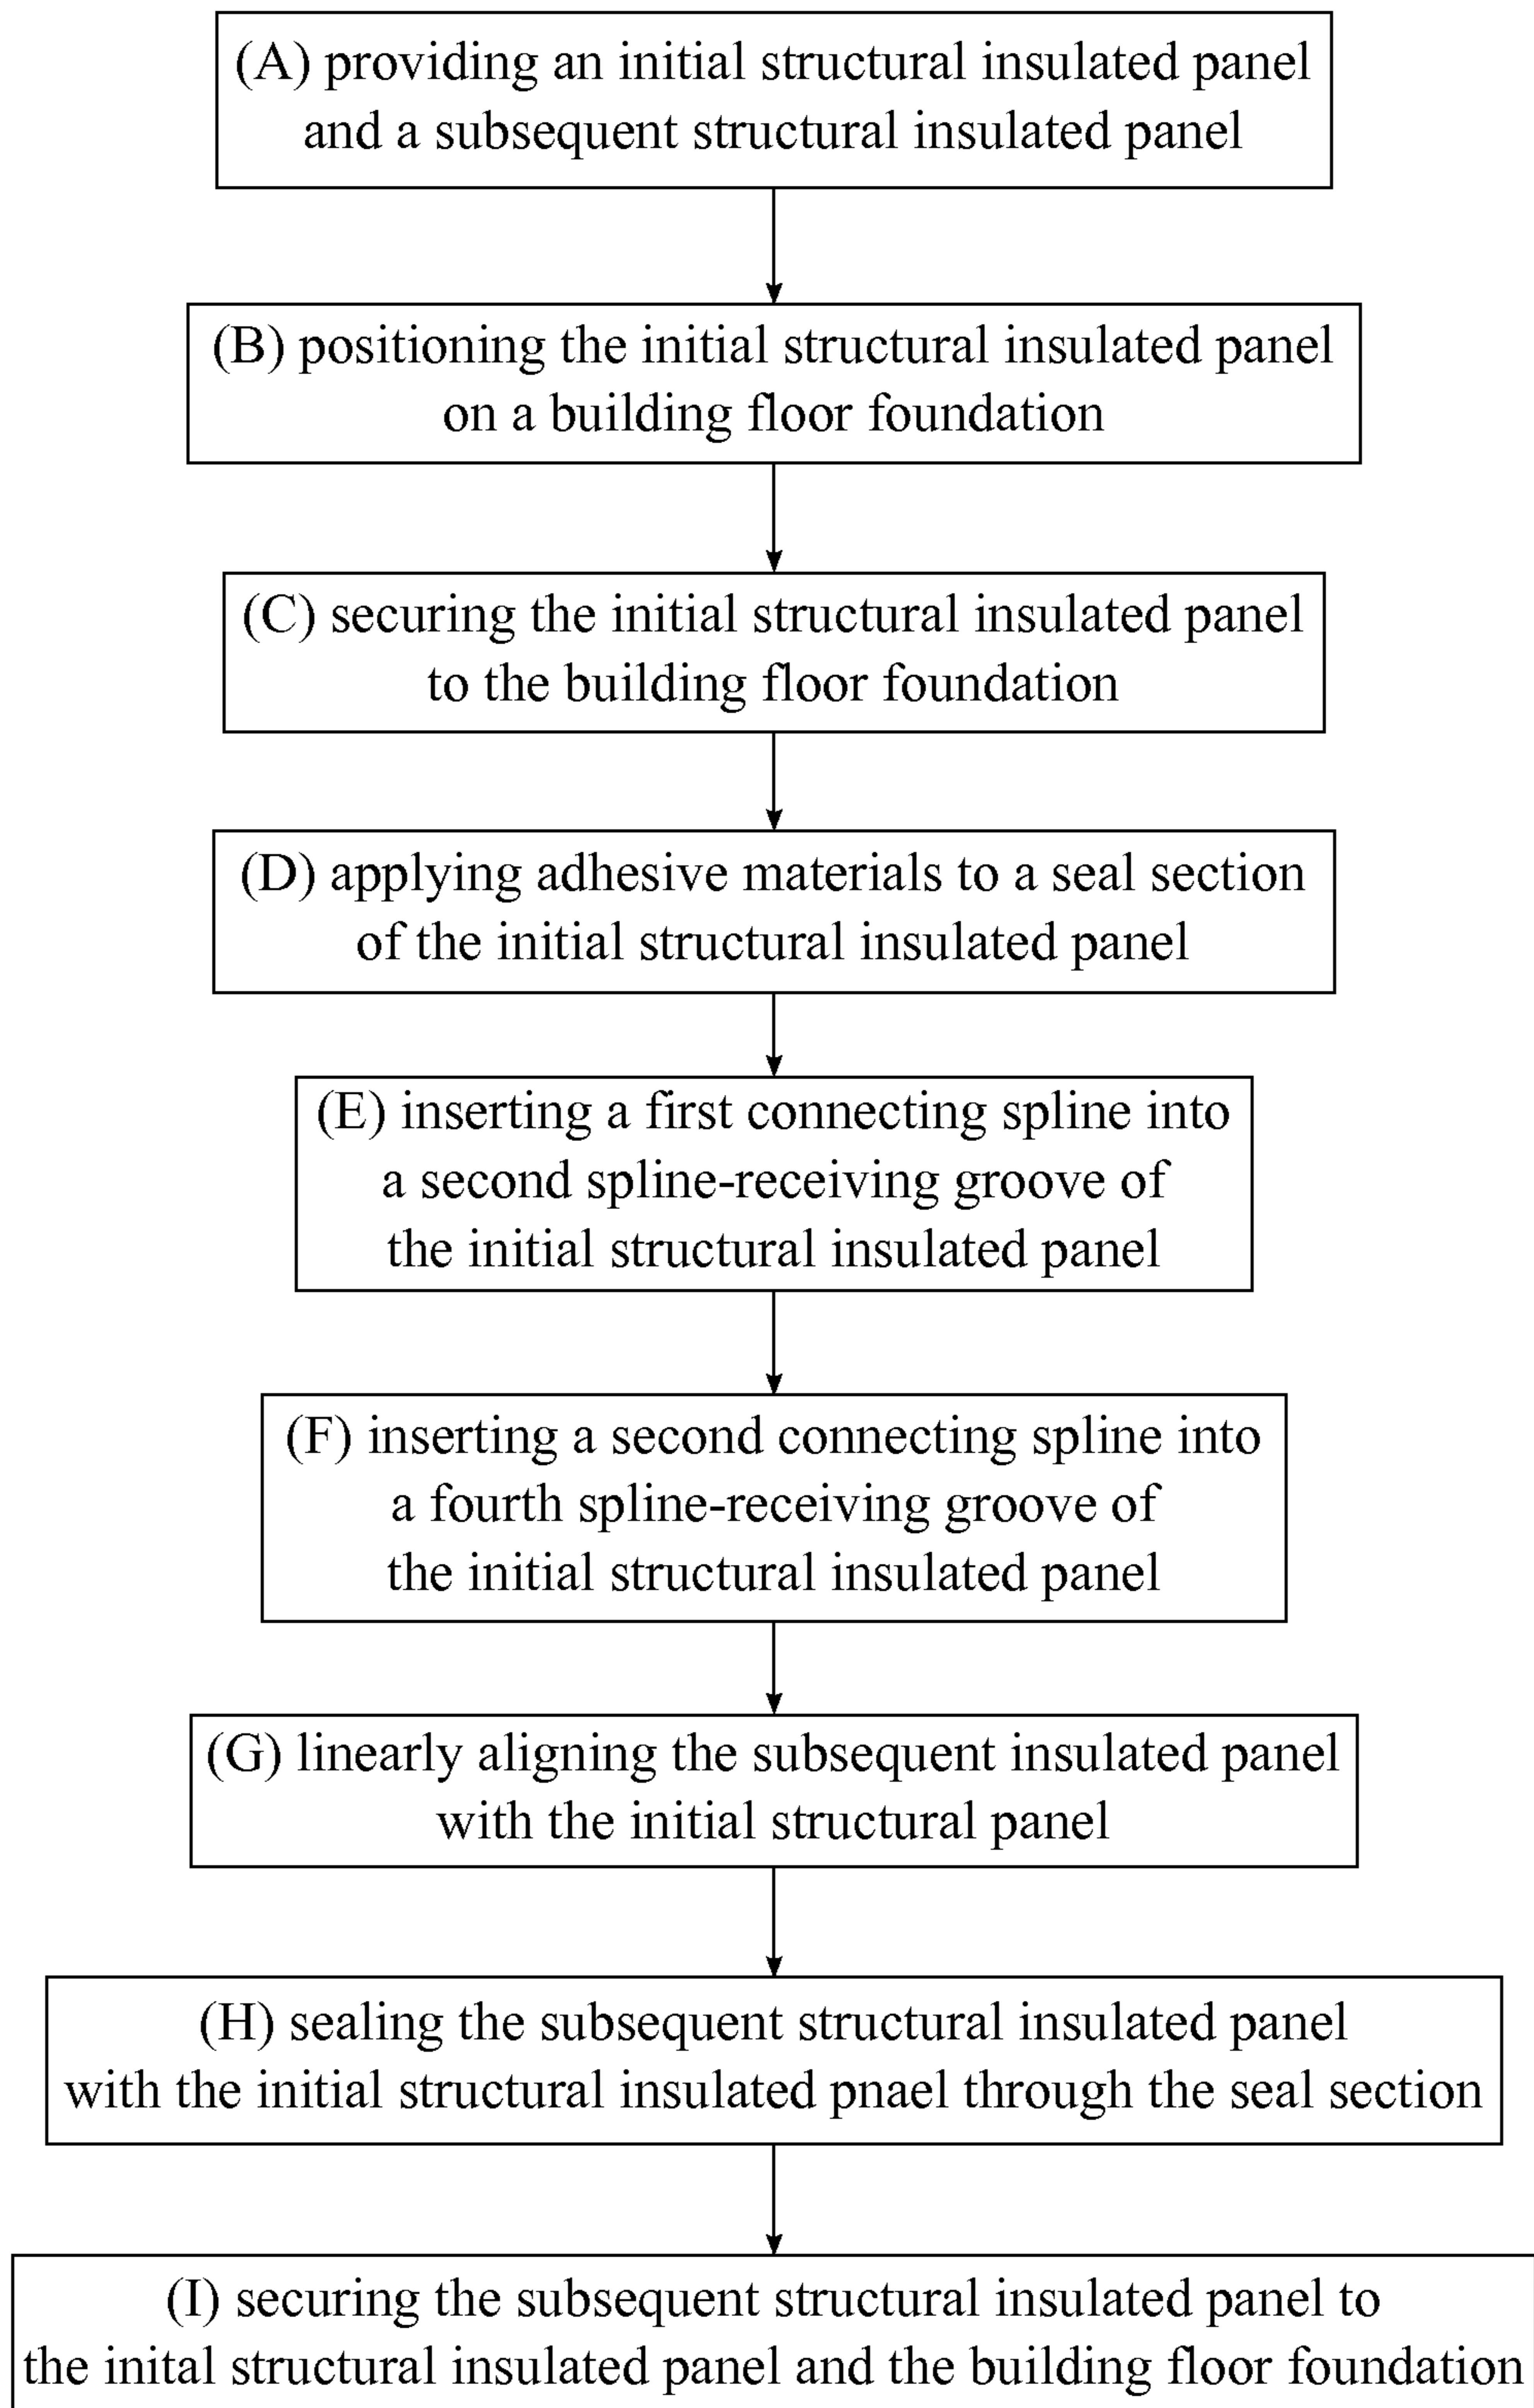 (A) providing an initial structural insulated panel
and a subsequent structural insulated panel
(B) positioning the initial structural insulated panel
on a building floor foundation
(C) securing the initial structural insulated panel
to the building floor foundation
(D) applying adhesive materials to a seal section
of the initial structural insulated panel
(E) inserting a first connecting spline into
a second spline-receiving groove of
the initial structural insulated panel
(F) inserting a second connecting spline into
a fourth spline-receiving groove of
the initial structural insulated panel
(G) linearly aligning the subsequent insulated panel
with the initial structural panel
(H) sealing the subsequent structural insulated panel
with the initial structural insulated pnael through the seal section
(I) securing the subsequent structural insulated panel to
the inital structural insulated panel and the building floor foundation